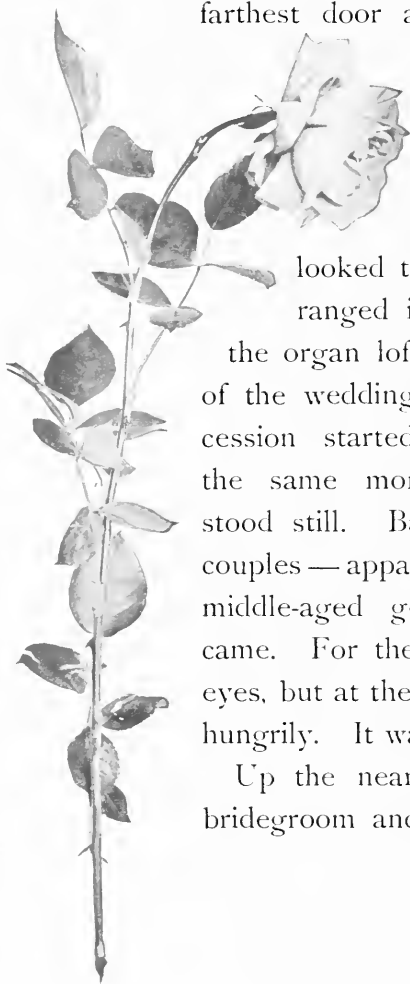 farthest door a
looked t
ranged i
the organ lof
of the wedding
cession started
the same mor
stood still. Ba
couples — appa
middle-aged g
came. For the
eyes, but at the
hungrily. It wa
Up the near
bridegroom and